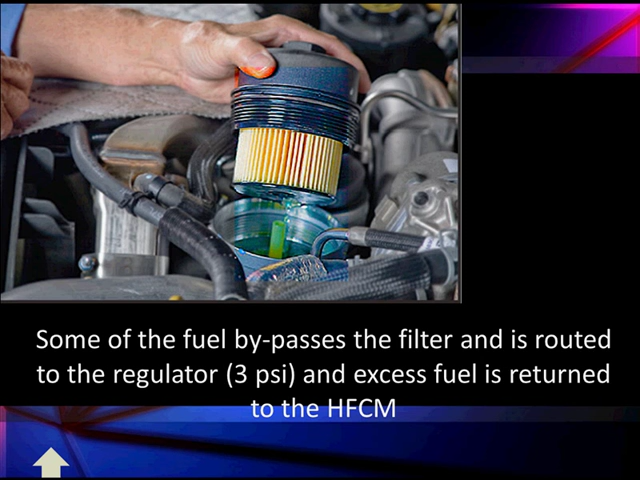 Some of the fuel by-passes the filter and is routed
to the regulator (3 psi) and excess fuel is returned
to the HFCM